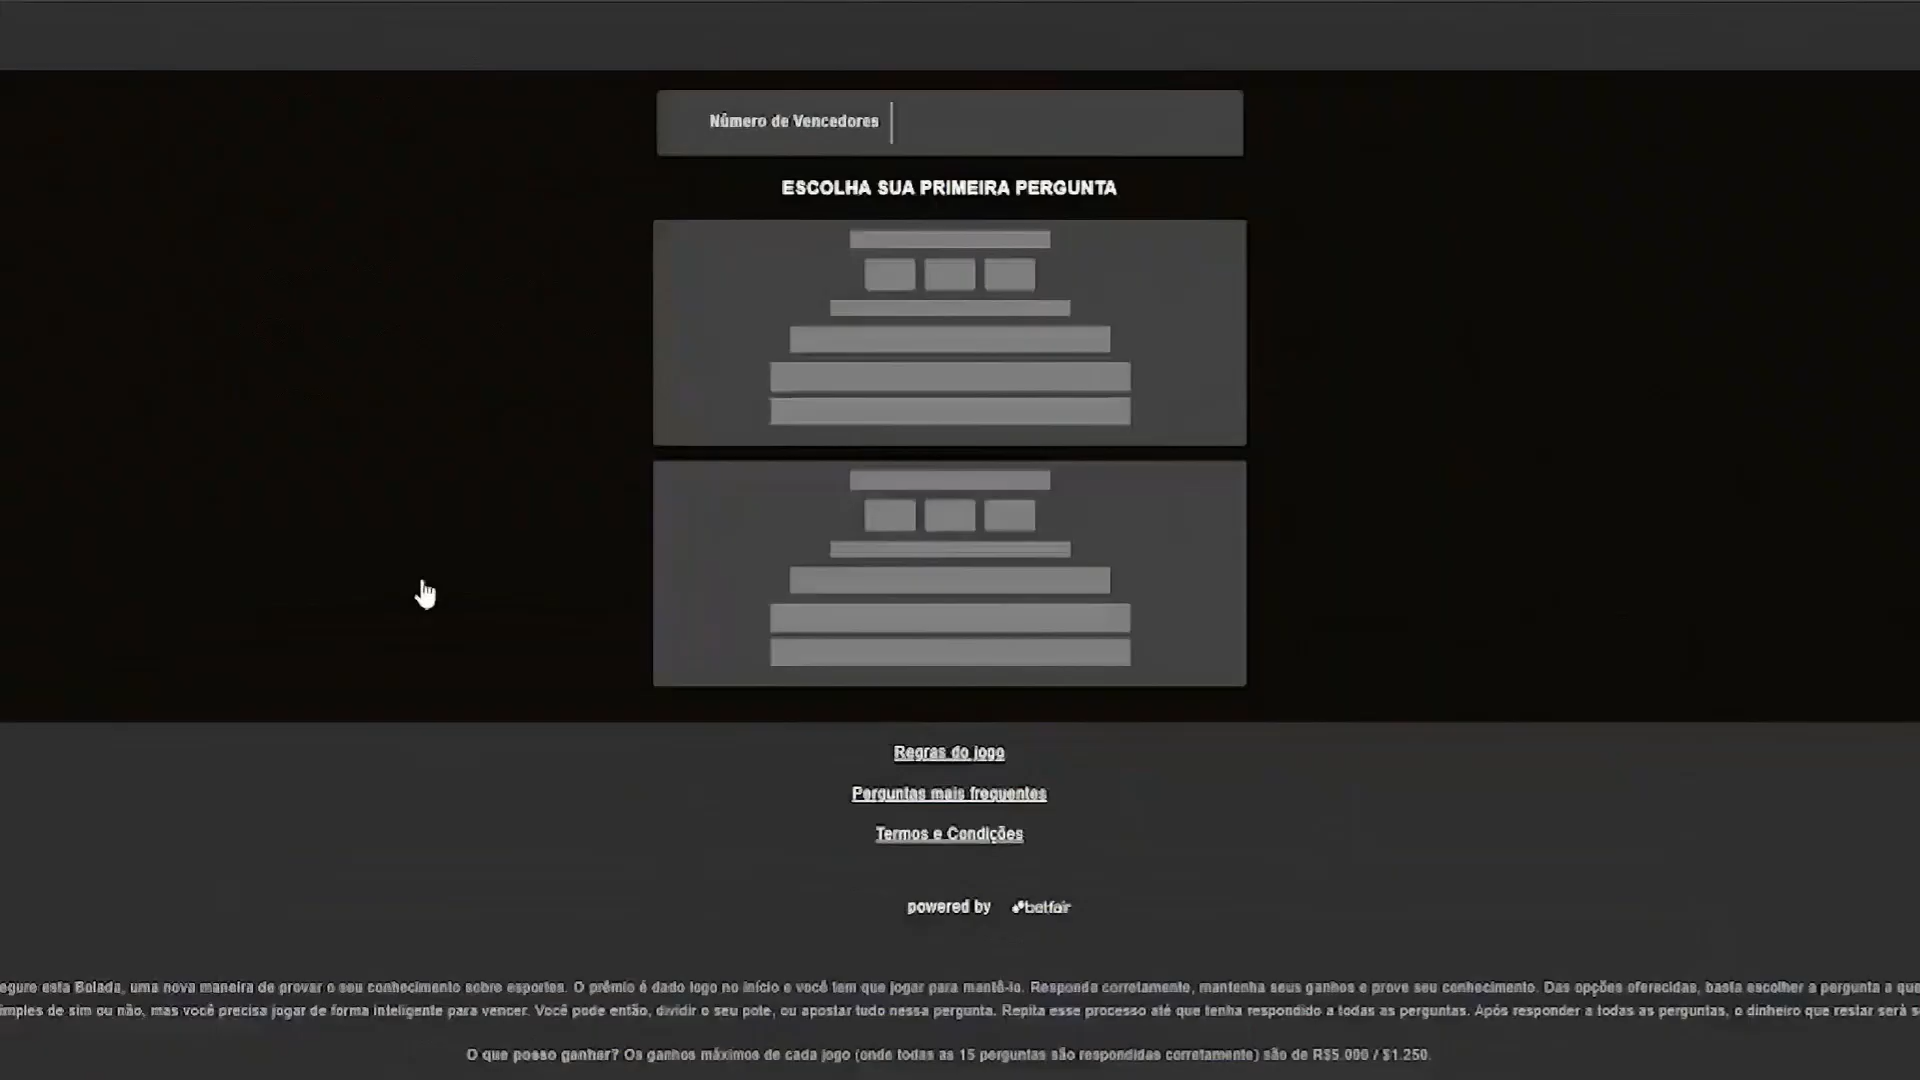 Número de Vencedores
ESCOLHA SUA PRIMEIRA PERGUNTA
Regras do jogo
Perguntas mais frequentes
Termos e Condições
powered by betfair
egure esta Bolada, uma nova maneira de provar o seu conhecimento sobre esportes. O prêmio é dado logo no início e você tem que jogar para mantê-lo. Responda corretamente, mantenha seus ganhos e prove seu conhecimento. Das opções oferecidas, basta escolher a pergunta a que
imples de sim ou não, mas você precisa jogar de forma inteligente para vencer. Você pode então, dividir o seu pote, ou apostar tudo nessa pergunta. Repita esse processo até que tenha respondido a todas as perguntas. Após responder a todas as perguntas, o dinheiro que restar será s
O que posso ganhar? Os ganhos máximos de cada jogo (onde todas as 15 perguntas são respondidas corretamente) são de R$5.000 / $1.250.